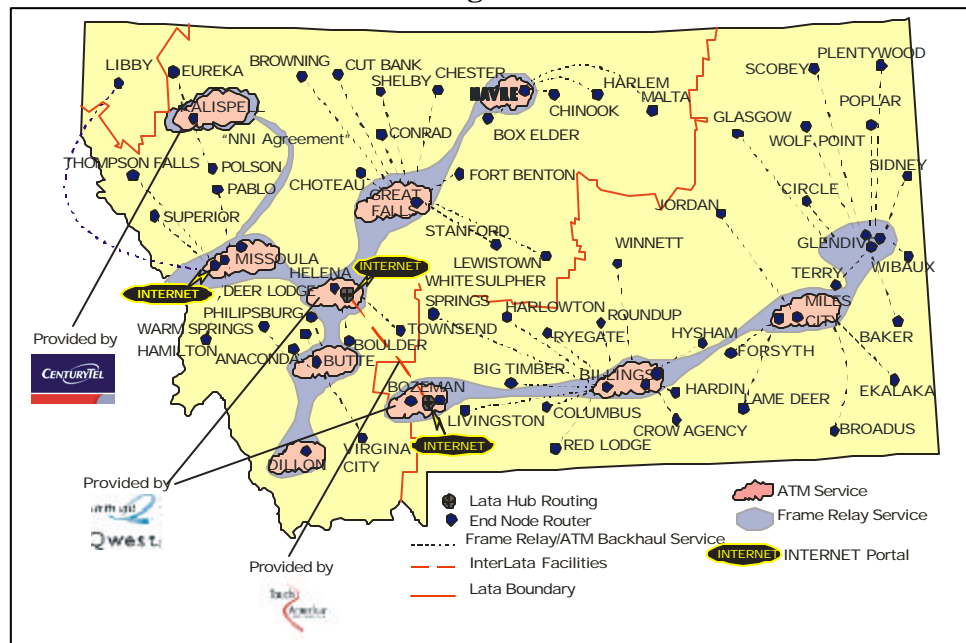 LIBBY
EUREKA
BROWNING
CUT BANK
SHELBY
CHESTER
HAVRE
HARLEM
CHINOOK
MALTA
SCOBEY
PLENTYWOOD
POPLAR
GLASGOW
WOLF POINT
SIDNEY
KALISPELL
"NNI Agreement"
CONRAD
BOX ELDER
THOMPSON FALLS
POLSON
PABLO
CHOTEAU
FORT BENTON
GREAT
FALLS
CIRCLE
JORDAN
SUPERIOR
STANFORD
WINNETT
GLENDIVE
MISSOULA
LEWISTOWN
WIBAUX
HELENA
INTERNET
WHITE SULPHER
SPRINGS
TERRY
INTERNET
DEER LODGE
MILES
CITY
PHILIPSBURG
HARLOWTON
ROUNDUP
WARM SPRINGS
TOWNSEND
RYEGATE
HYSHAM
BAKER
HAMILTON
ANACONDA
BOULDER
BUTTE
FORSYTH
BIG TIMBER
BILLINGS
BOZEMAN
HARDIN
EKALAKA
LAME DEER
LIVINGSTON
COLUMBUS
CROW AGENCY
BROADUS
INTERNET
RED LODGE
DILLON
VIRGINA
CITY
Provided by
CENTURYTEL
Provided by
Qwest
Provided by
Touch
America
Lata Hub Routing
End Node Router
Frame Relay/ATM Backhaul Service
InterLata Facilities
Lata Boundary
ATM Service
Frame Relay Service
INTERNET
INTERNET Portal